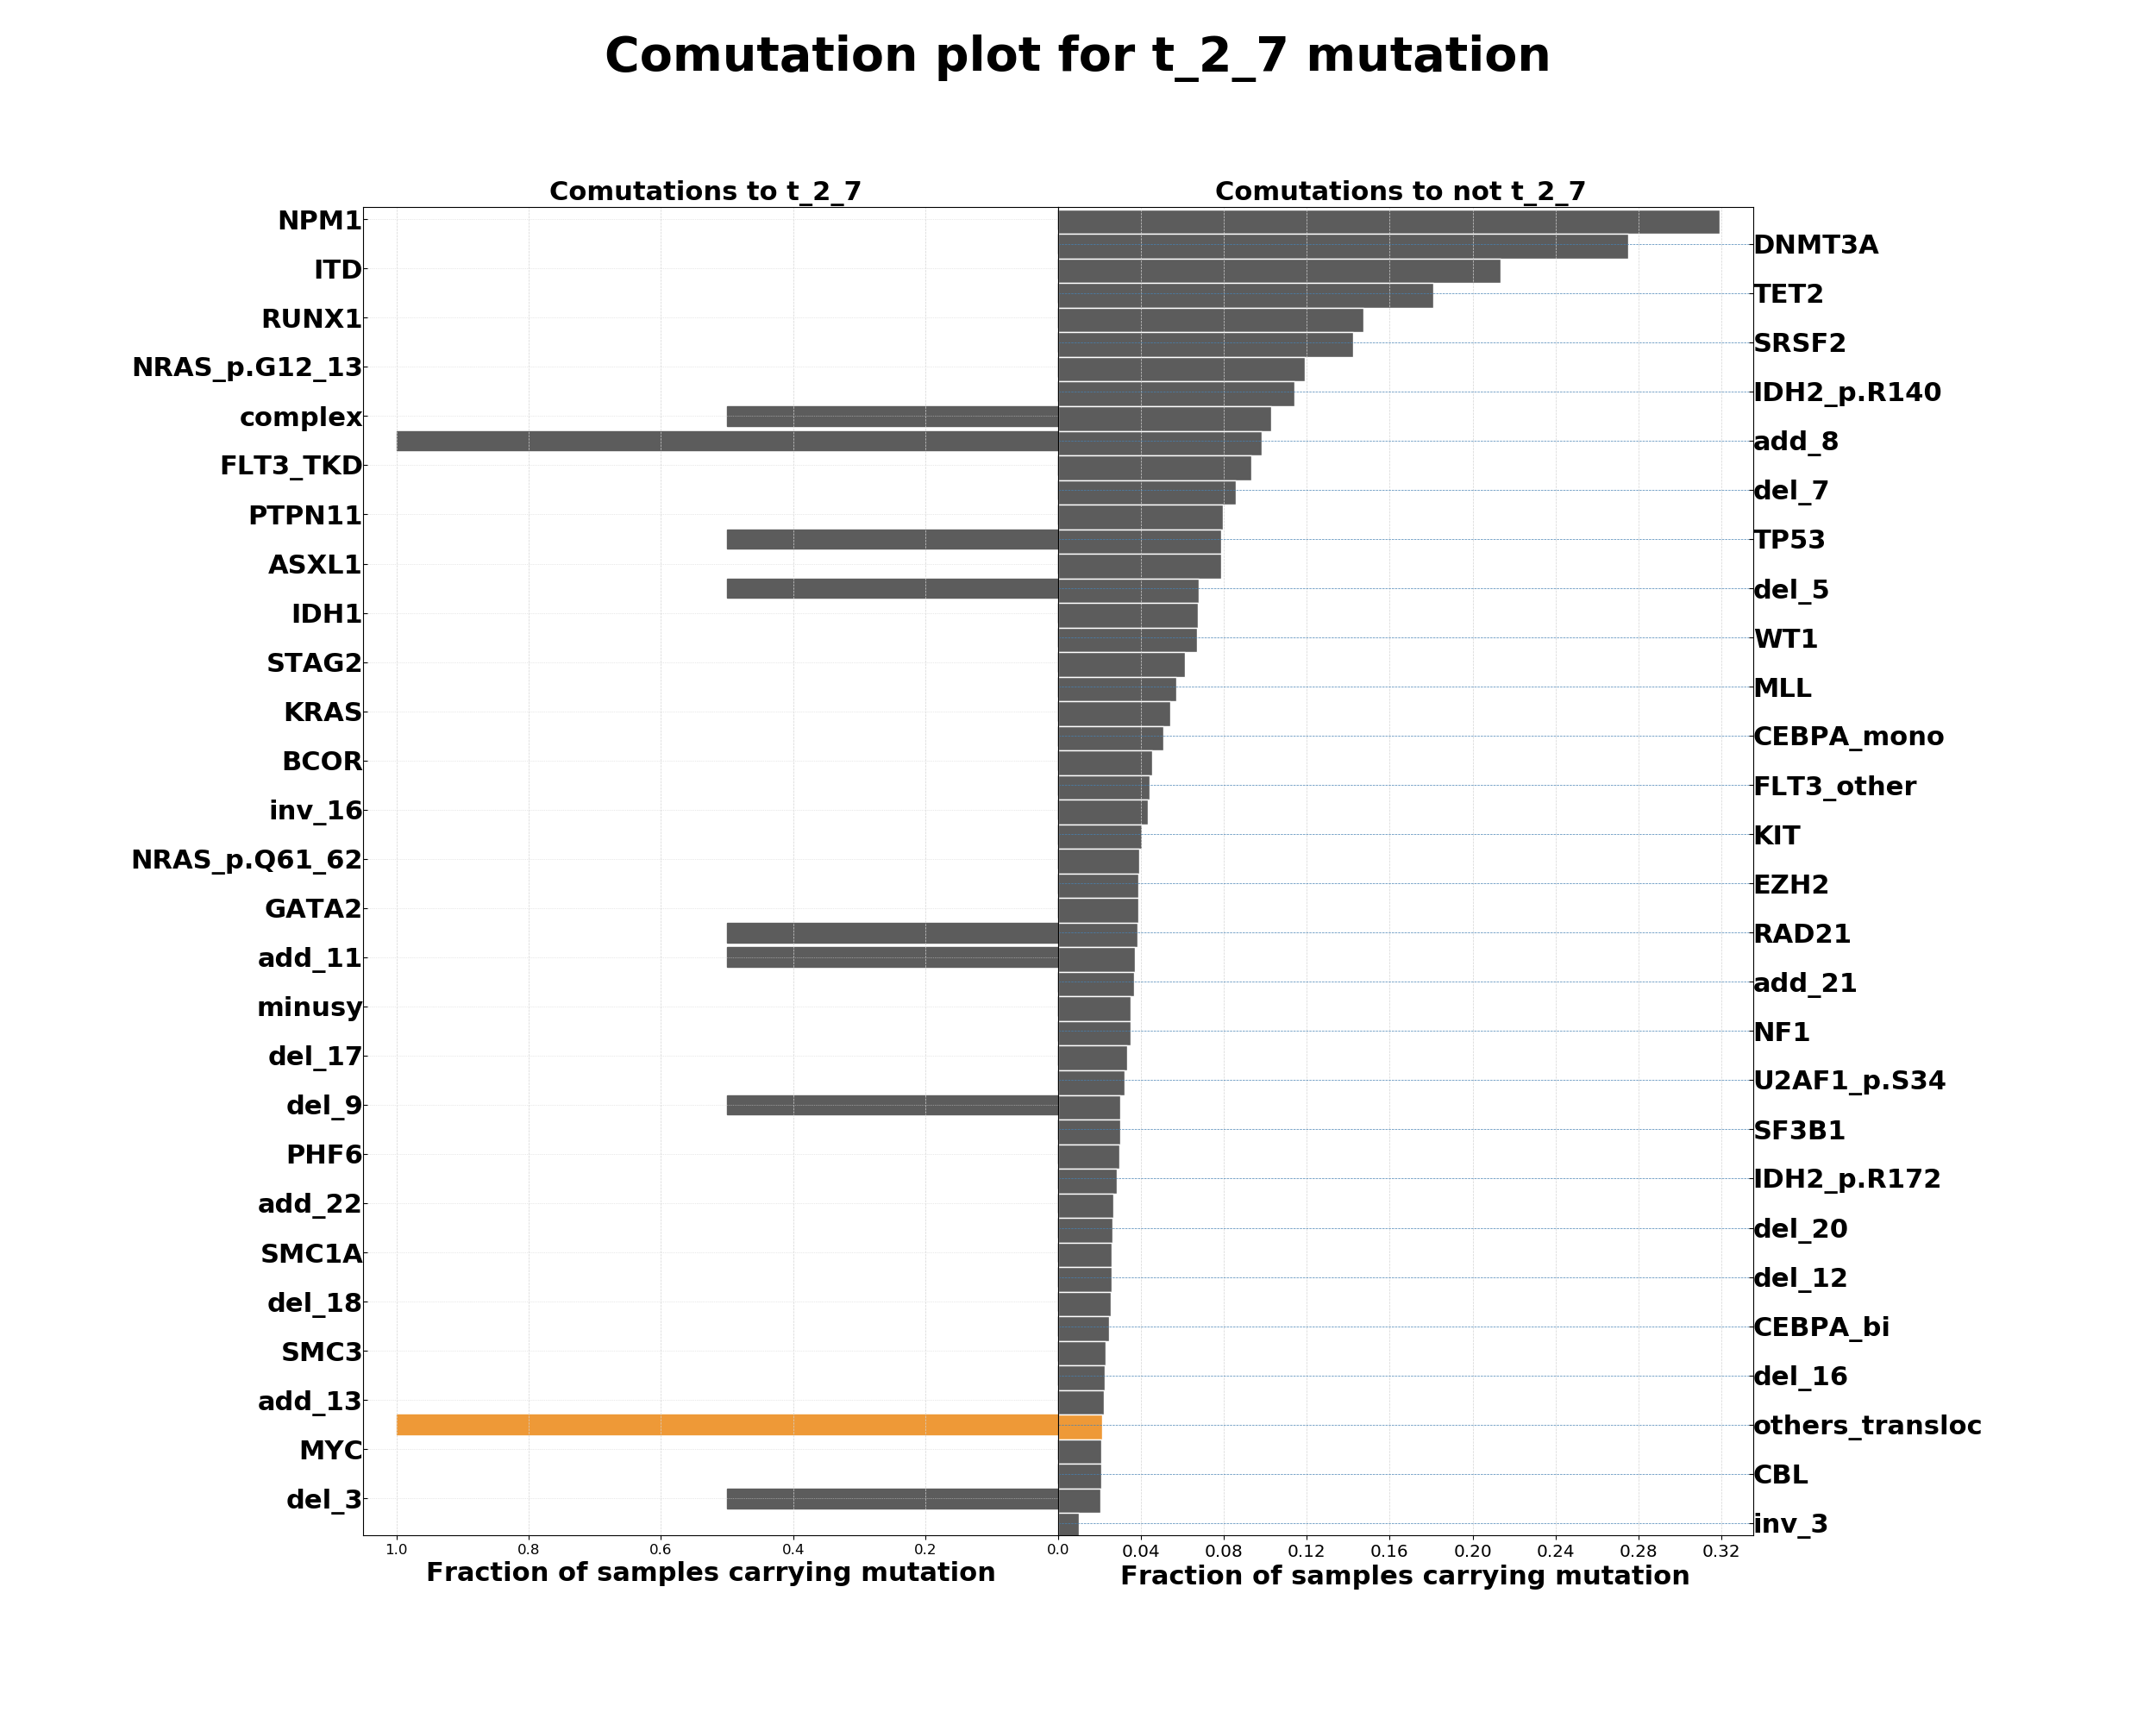 Comutation plot for t_2_7 mutation
Comutations to t_2_7
Comutations to not t_2_7
NPM1
DNMT3A
ITD
TET2
RUNX1
SRSF2
NRAS_p.G12_13
IDH2_p.R140
complex
add_8
FLT3_TKD
del_7
PTPN11
TP53
ASXL1
del_5
IDH1
WT1
STAG2
MLL
KRAS
CEBPA_mono
BCOR
FLT3_other
inv_16
KIT
NRAS_p.Q61_62
EZH2
GATA2
RAD21
add_11
add_21
minusy
NF1
del_17
U2AF1_p.S34
del_9
SF3B1
PHF6
IDH2_p.R172
add_22
del_20
SMC1A
del_12
del_18
CEBPA_bi
SMC3
del_16
add_13
others_transloc
MYC
CBL
del_3
inv_3
1.0 0.8 0.6 0.4 0.2 0.0 0.04 0.08 0.12 0.16 0.20 0.24 0.28 0.32
Fraction of samples carrying mutation
Fraction of samples carrying mutation